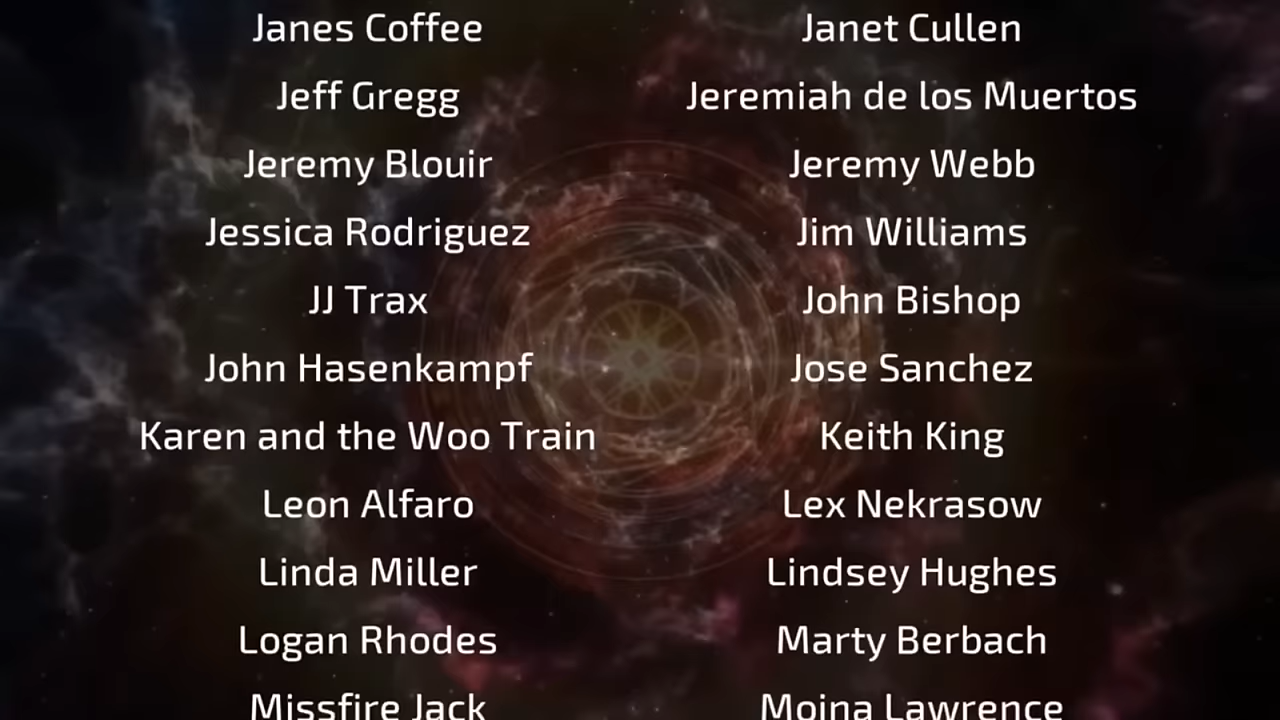 Janes Coffee Janet Cullen
Jeff Gregg Jeremiah de los Muertos
Jeremy Blouir Jeremy Webb
Jessica Rodriguez Jim Williams
JJ Trax John Bishop
John Hasenkampf Jose Sanchez
Karen and the Woo Train Keith King
Leon Alfaro Lex Nekrasow
Linda Miller Lindsey Hughes
Logan Rhodes Marty Berbach
Missfire Jack Moina Lawrence